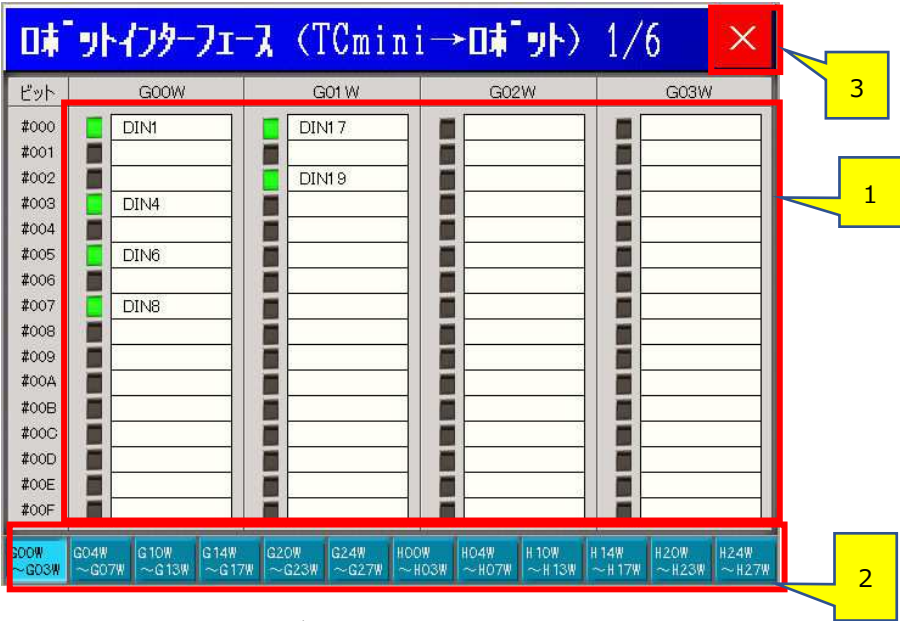 ロボットインターフェース（TCmini→ロボット）1/6 ×
3
ビット G00W G01W G02W G03W
#000 DIN1 DIN17
#001
#002 DIN19
1
#003 DIN4
#004
#005 DIN6
#006
#007 DIN8
#008
#009
#00A
#00B
#00C
#00D
#00E
#00F
G00W G04W G10W G14W G20W G24W H00W H04W H10W H14W H20W H24W
～G03W ～G07W ～G13W ～G17W ～G23W ～G27W ～H03W ～H07W ～H13W ～H17W ～H23W ～H27W
2